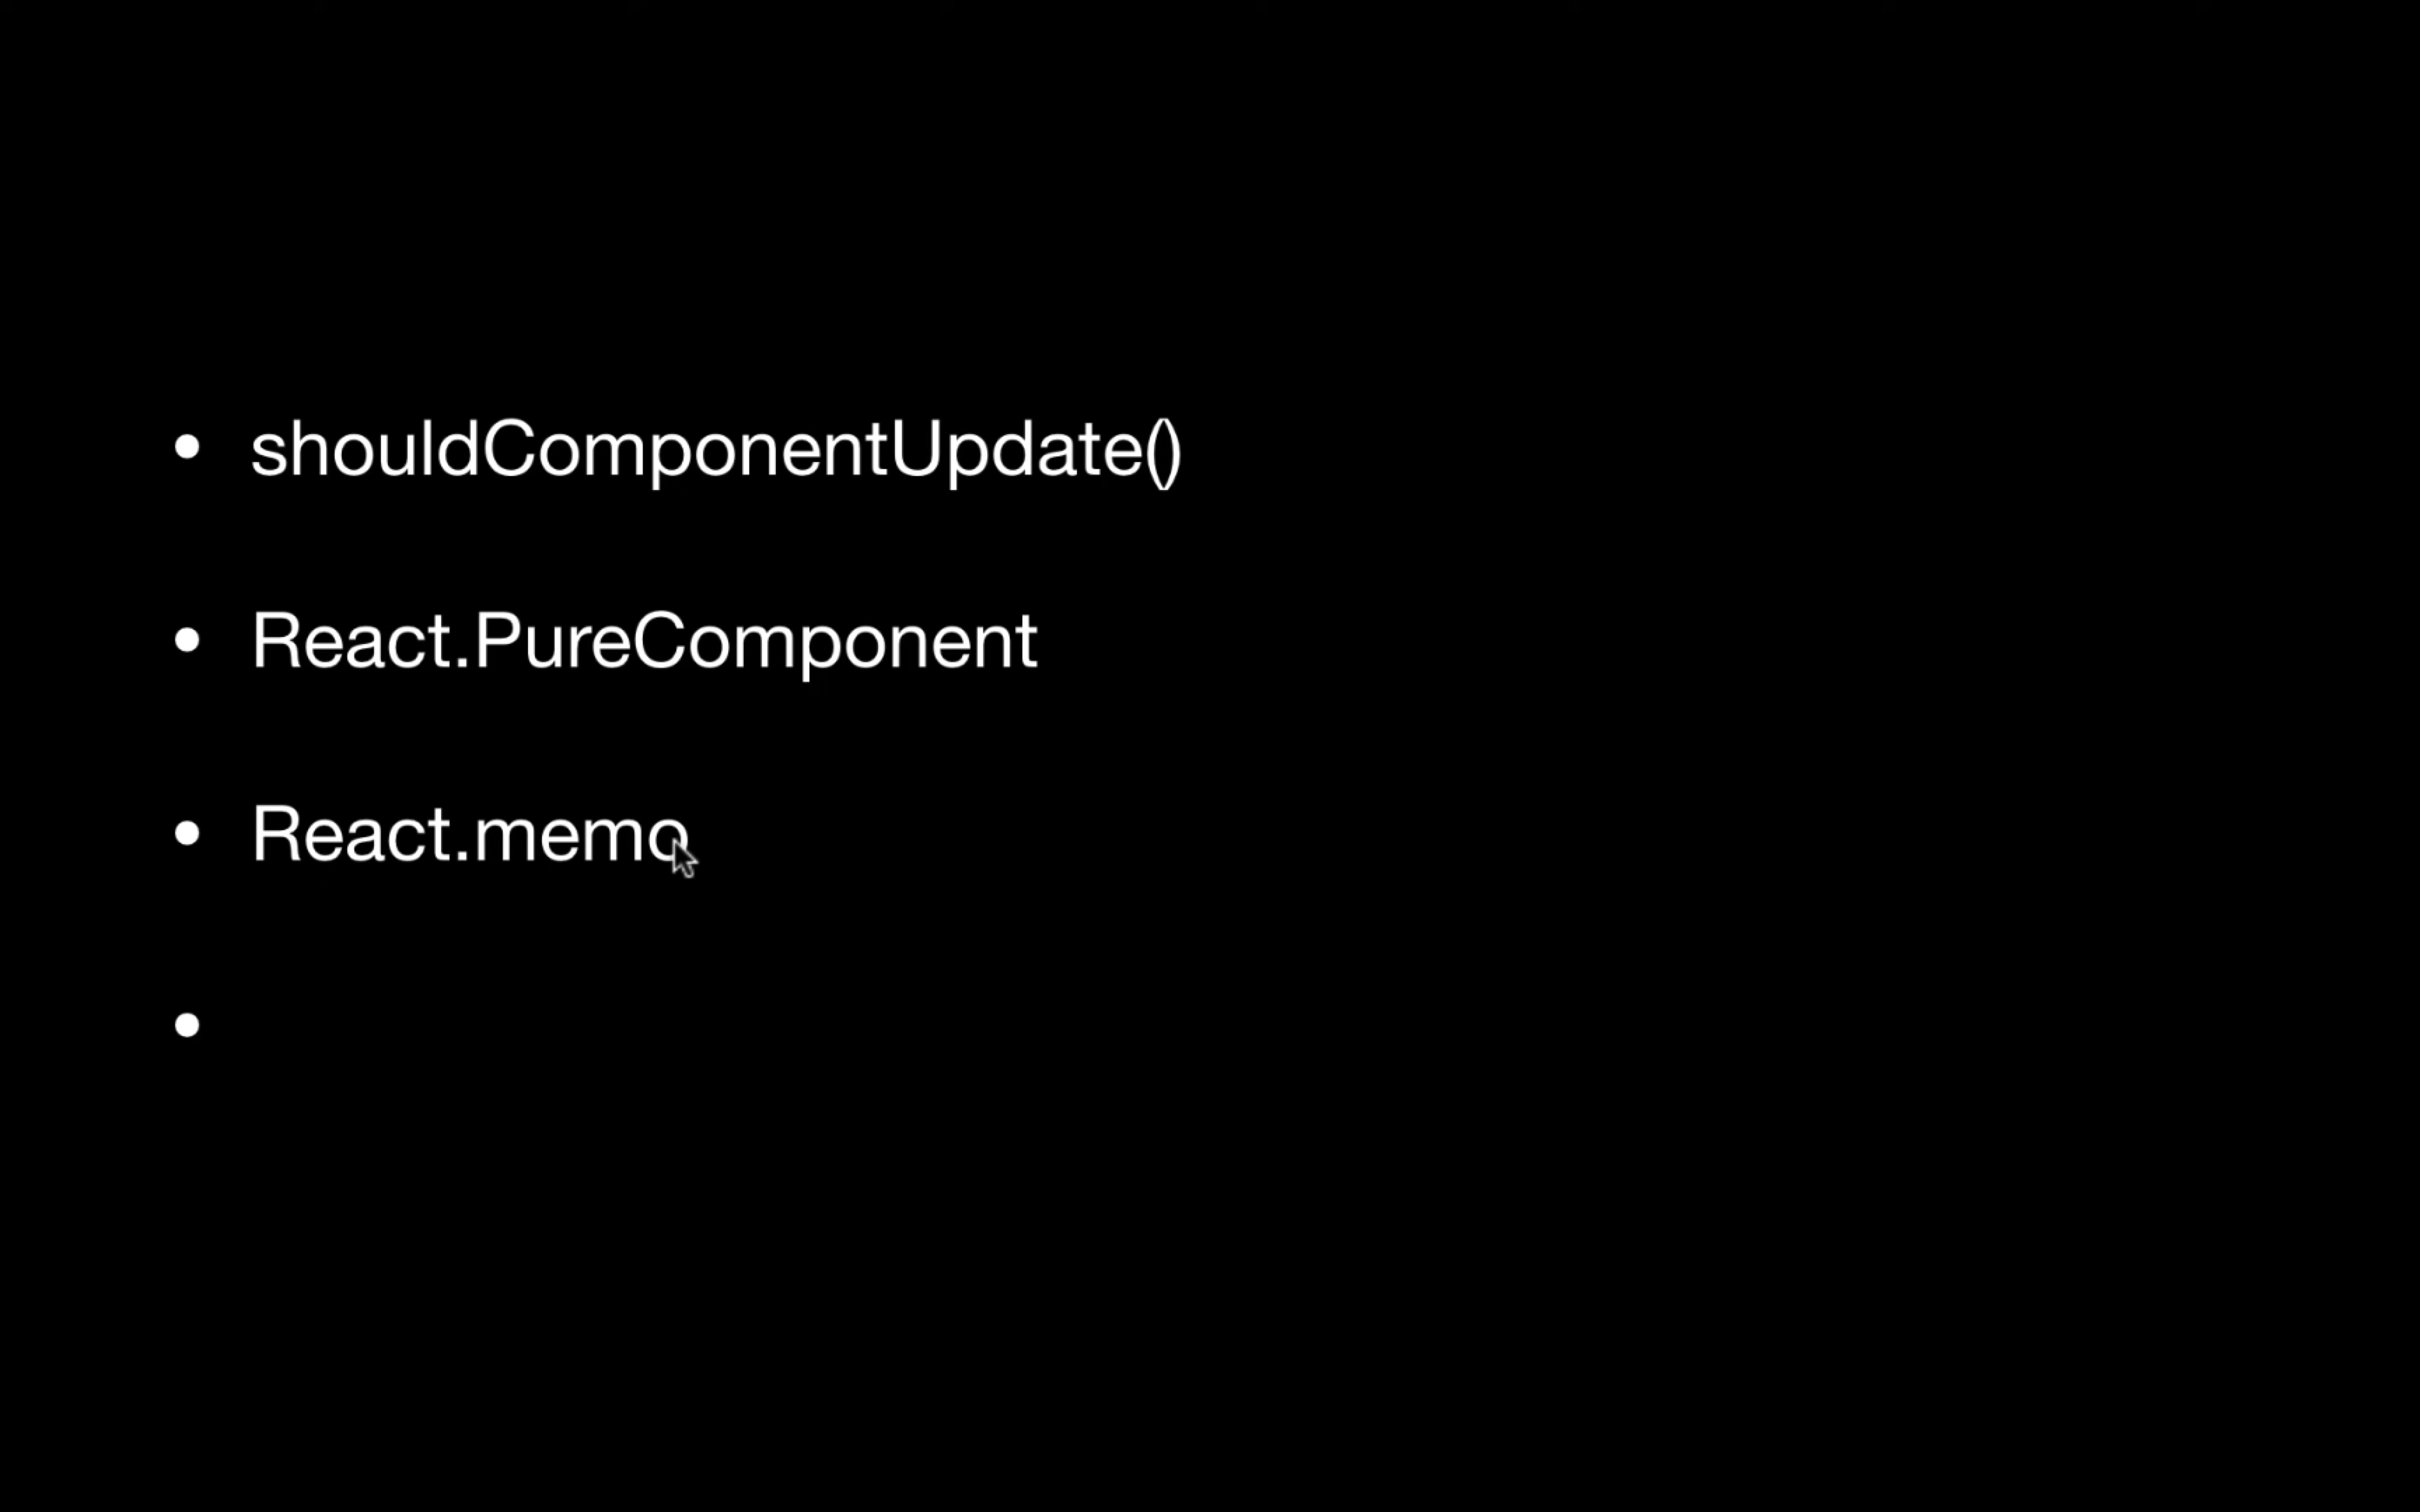 • shouldComponentUpdate()
• React.PureComponent
• React.memo
•